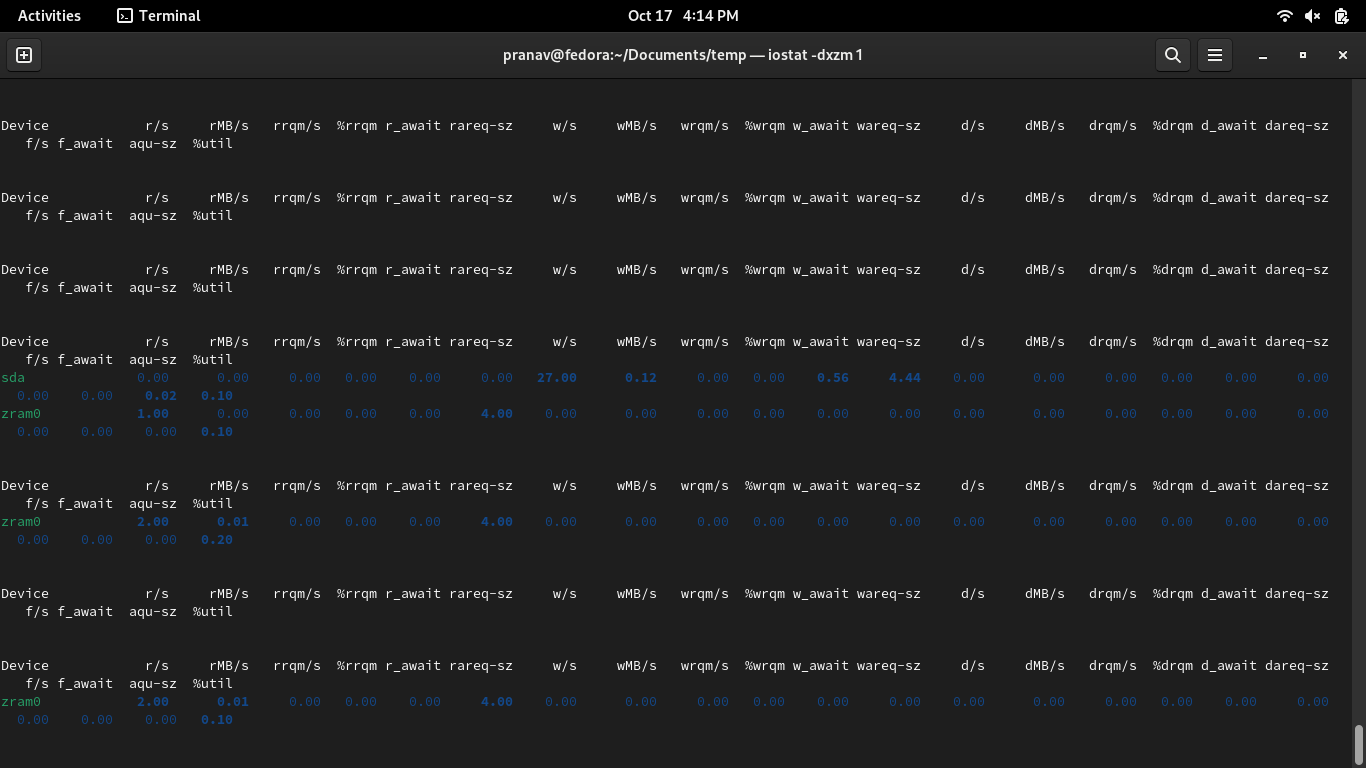 Activities Terminal Oct 17 4:14 PM
pranav@fedora:~/Documents/temp — iostat -dxzm 1
Device r/s rMB/s rrqm/s %rrqm r_await rareq-sz w/s wMB/s wrqm/s %wrqm w_await wareq-sz d/s dMB/s drqm/s %drqm d_await dareq-sz
f/s f_await aqu-sz %util
Device r/s rMB/s rrqm/s %rrqm r_await rareq-sz w/s wMB/s wrqm/s %wrqm w_await wareq-sz d/s dMB/s drqm/s %drqm d_await dareq-sz
f/s f_await aqu-sz %util
Device r/s rMB/s rrqm/s %rrqm r_await rareq-sz w/s wMB/s wrqm/s %wrqm w_await wareq-sz d/s dMB/s drqm/s %drqm d_await dareq-sz
f/s f_await aqu-sz %util
Device r/s rMB/s rrqm/s %rrqm r_await rareq-sz w/s wMB/s wrqm/s %wrqm w_await wareq-sz d/s dMB/s drqm/s %drqm d_await dareq-sz
f/s f_await aqu-sz %util
sda 0.00 0.00 0.00 0.00 0.00 0.00 27.00 0.12 0.00 0.00 0.56 4.44 0.00 0.00 0.00 0.00 0.00 0.00
0.00 0.00 0.02 0.10
zram0 1.00 0.00 0.00 0.00 0.00 4.00 0.00 0.00 0.00 0.00 0.00 0.00 0.00 0.00 0.00 0.00 0.00 0.00
0.00 0.00 0.00 0.10
Device r/s rMB/s rrqm/s %rrqm r_await rareq-sz w/s wMB/s wrqm/s %wrqm w_await wareq-sz d/s dMB/s drqm/s %drqm d_await dareq-sz
f/s f_await aqu-sz %util
zram0 2.00 0.01 0.00 0.00 0.00 4.00 0.00 0.00 0.00 0.00 0.00 0.00 0.00 0.00 0.00 0.00 0.00 0.00
0.00 0.00 0.00 0.20
Device r/s rMB/s rrqm/s %rrqm r_await rareq-sz w/s wMB/s wrqm/s %wrqm w_await wareq-sz d/s dMB/s drqm/s %drqm d_await dareq-sz
f/s f_await aqu-sz %util
Device r/s rMB/s rrqm/s %rrqm r_await rareq-sz w/s wMB/s wrqm/s %wrqm w_await wareq-sz d/s dMB/s drqm/s %drqm d_await dareq-sz
f/s f_await aqu-sz %util
zram0 2.00 0.01 0.00 0.00 0.00 4.00 0.00 0.00 0.00 0.00 0.00 0.00 0.00 0.00 0.00 0.00 0.00 0.00
0.00 0.00 0.00 0.10